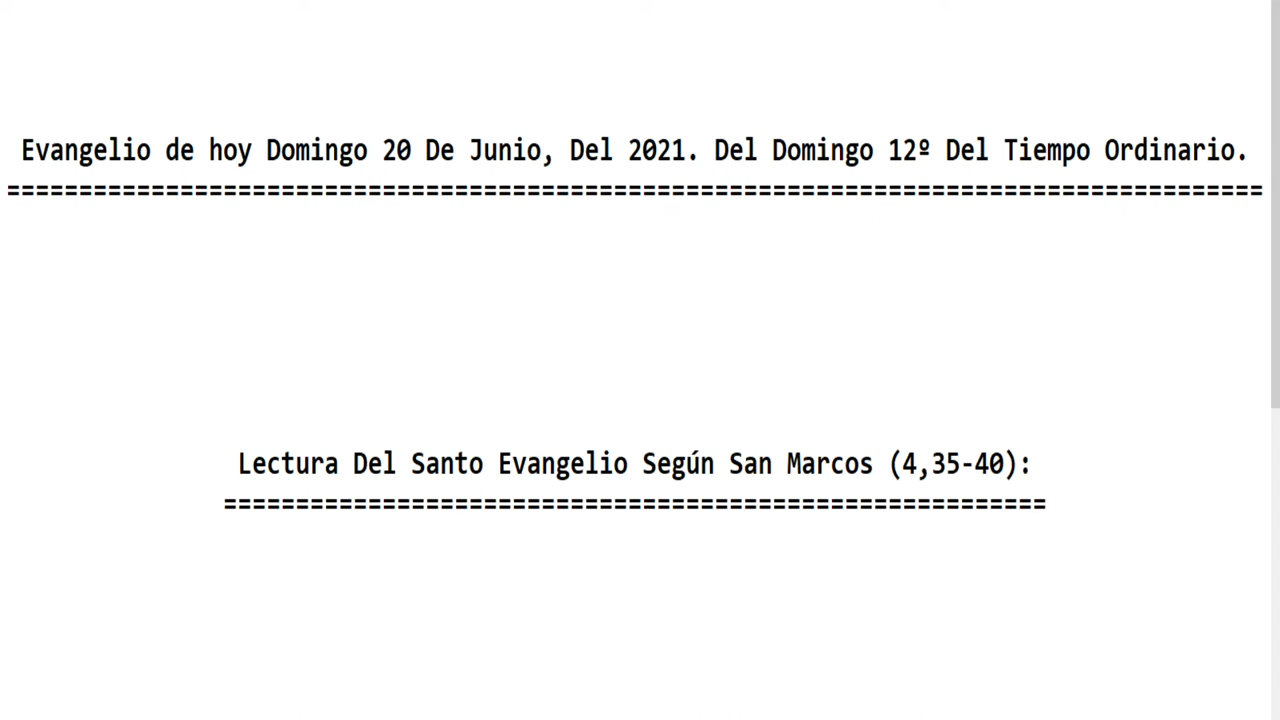 Evangelio de hoy Domingo 20 De Junio, Del 2021. Del Domingo 12º Del Tiempo Ordinario.
=======================================================================================
Lectura Del Santo Evangelio Según San Marcos (4,35-40):
=========================================================